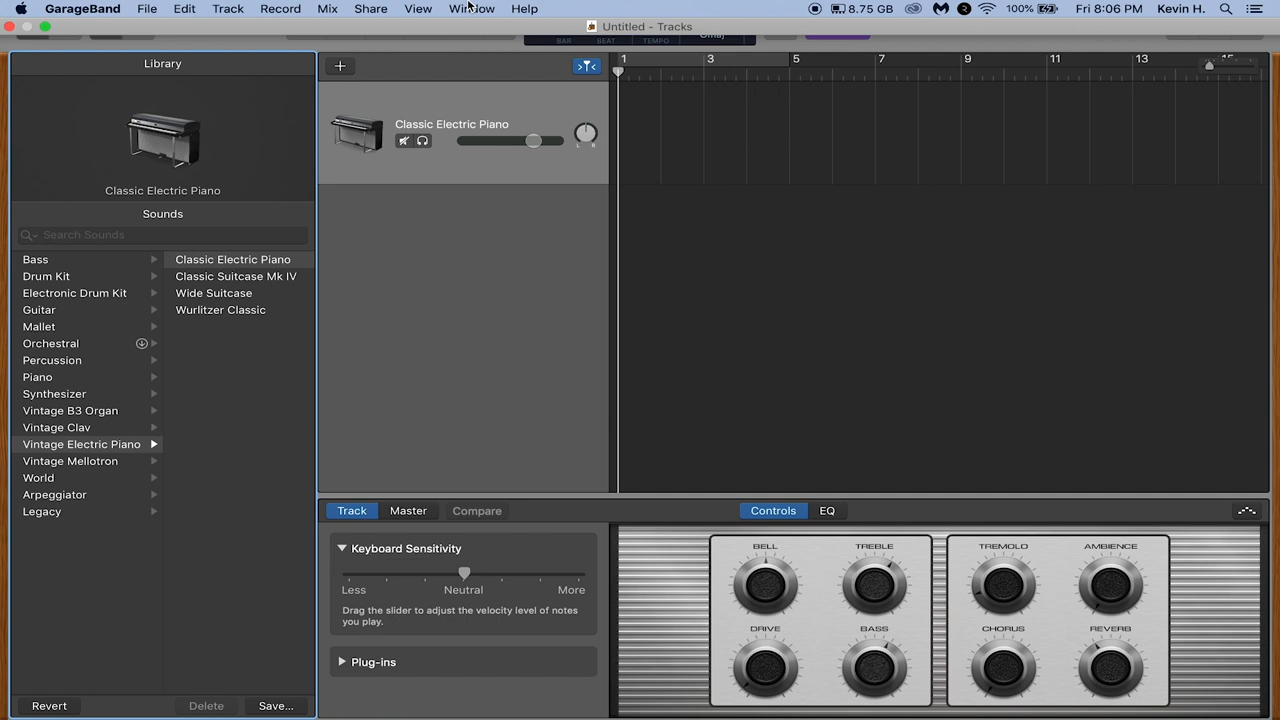 GarageBand File Edit Track Record Mix Share View Window Help 8.75 GB 100% Fri 8:06 PM Kevin H.
Untitled - Tracks
BAR BEAT TEMPO Cmaj
Library
1 3 5 7 9 11 13 15
Classic Electric Piano
L R
Classic Electric Piano
Sounds
Search Sounds
Bass
Drum Kit
Electronic Drum Kit
Guitar
Mallet
Orchestral
Percussion
Piano
Synthesizer
Vintage B3 Organ
Vintage Clav
Vintage Electric Piano
Vintage Mellotron
World
Arpeggiator
Legacy
Classic Electric Piano
Classic Suitcase Mk IV
Wide Suitcase
Wurlitzer Classic
Revert Delete Save...
Track Master Compare Controls EQ
Keyboard Sensitivity
Less Neutral More
Drag the slider to adjust the velocity level of notes
you play.
Plug-ins
BELL TREBLE TREMOLO AMBIENCE
DRIVE BASS CHORUS REVERB